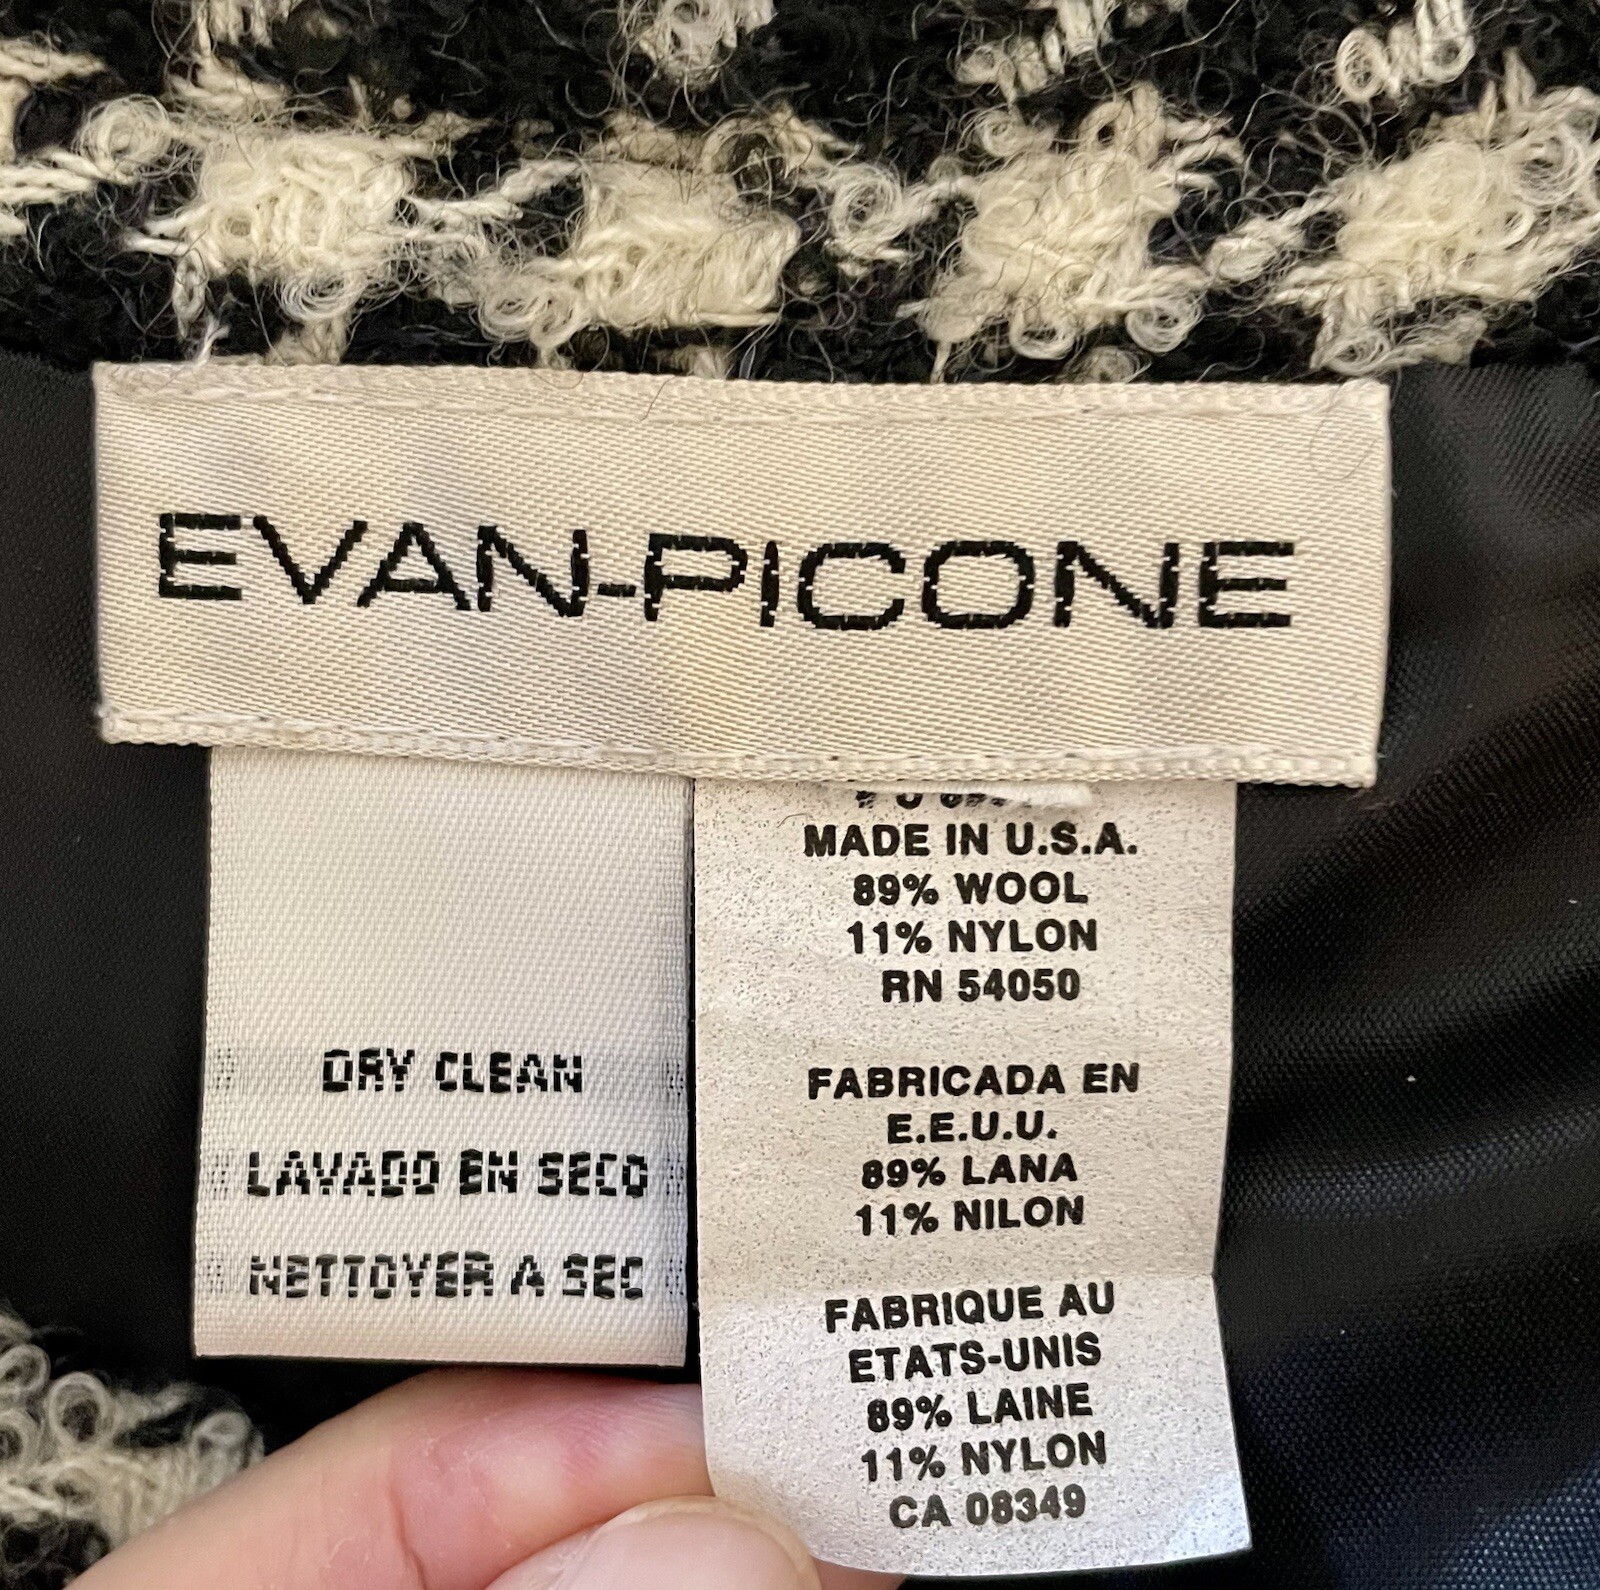 EVAN-PICONE
DRY CLEAN
LAVADO EN SECO
NETTOYER A SEC
MADE IN U.S.A.
89% WOOL
11% NYLON
RN 54050
FABRICADA EN
E.E.U.U.
89% LANA
11% NILON
FABRIQUE AU
ETATS-UNIS
89% LAINE
11% NYLON
CA 08349